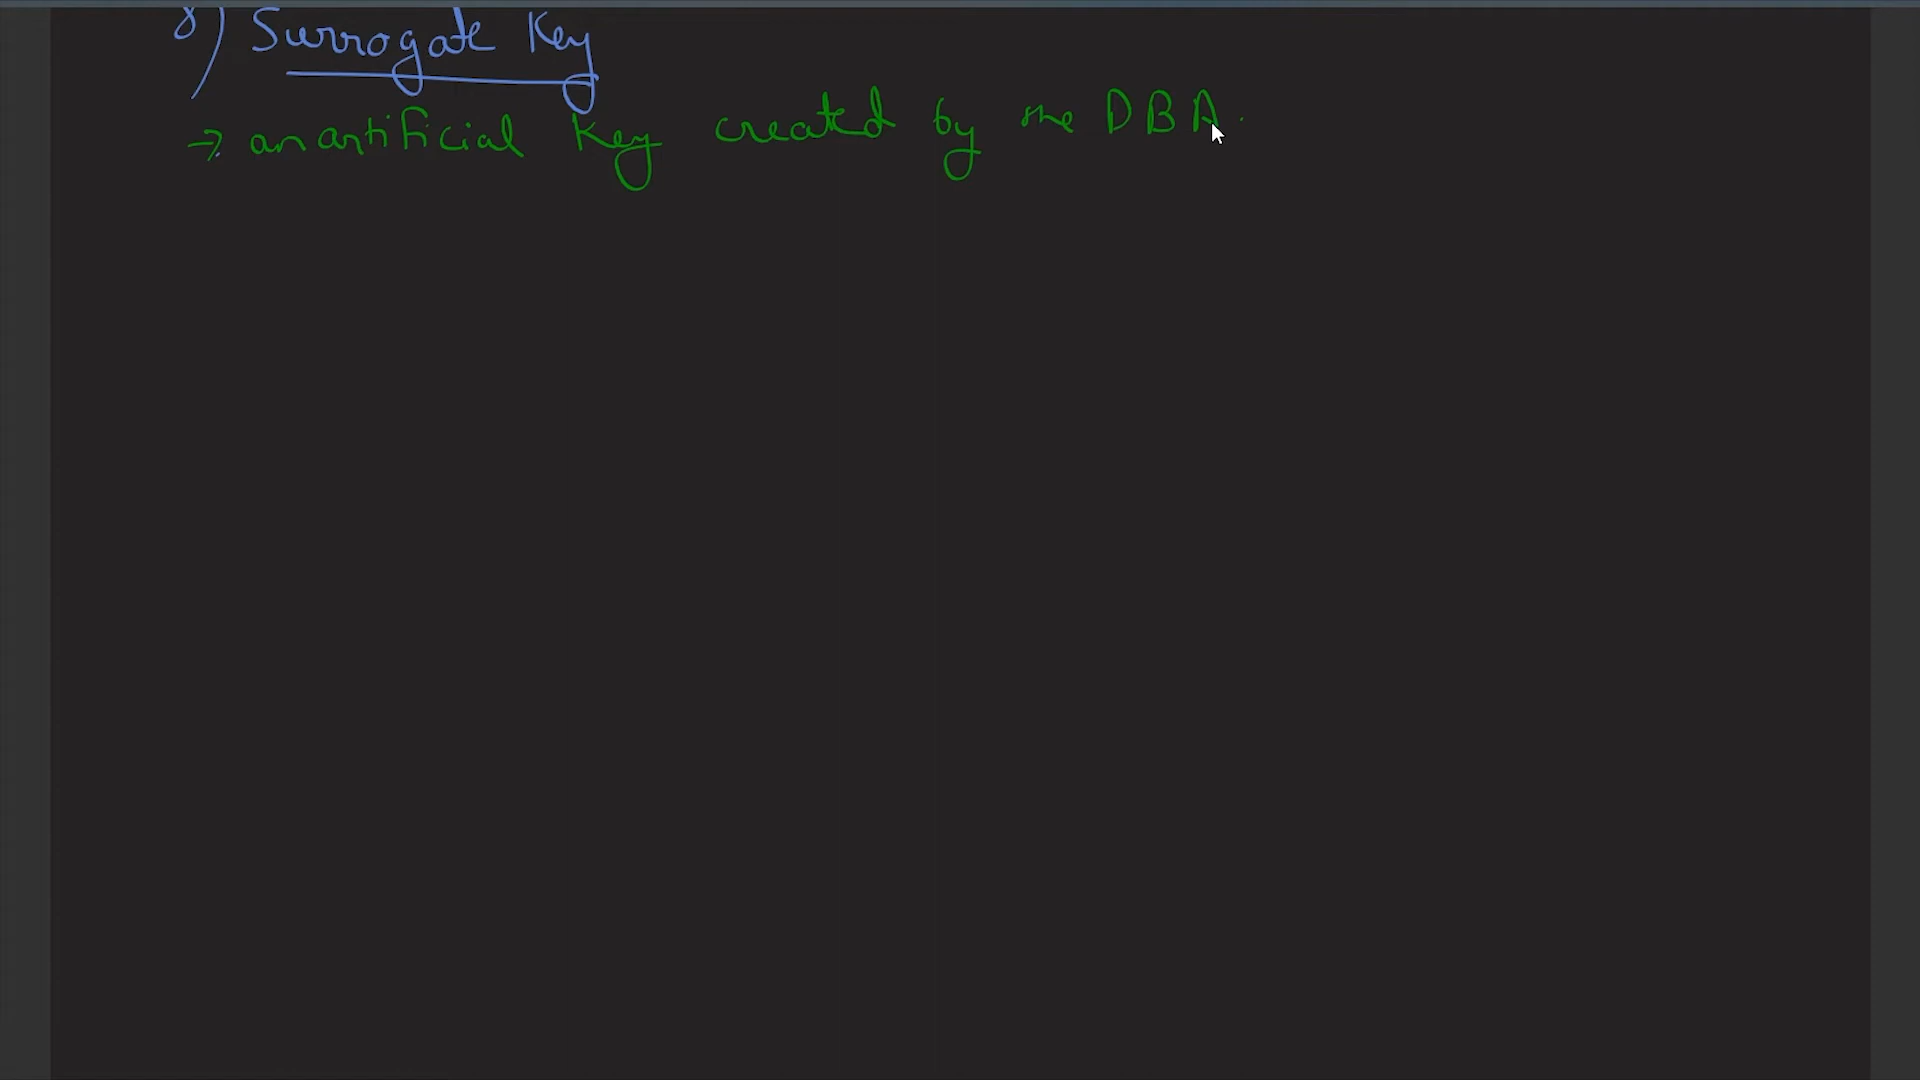 8) Surrogate Key
→ an artificial Key created by the DBA.